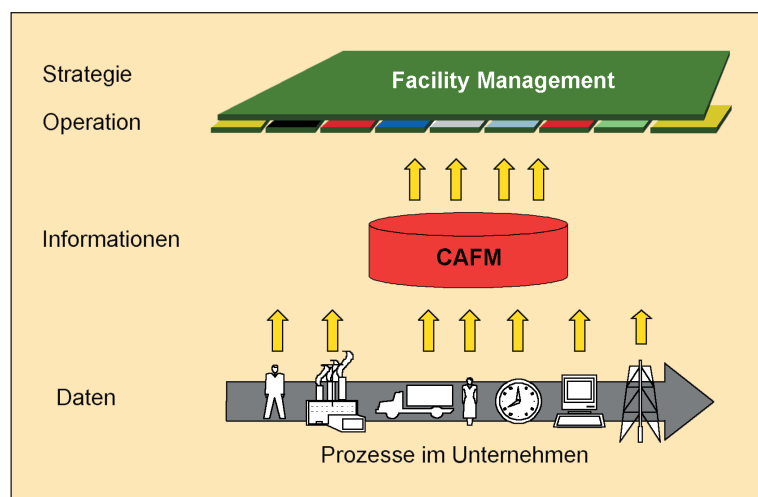 Strategie
Facility Management
Operation
Informationen
CAFM
Daten
Prozesse im Unternehmen